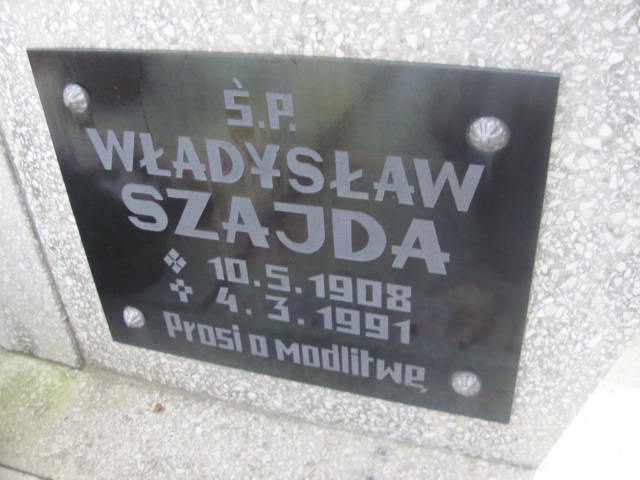 Ś.P.
WŁADYSŁAW
SZAJDA
10.5.1908
4.3.1991
Prosi o Modlitwę